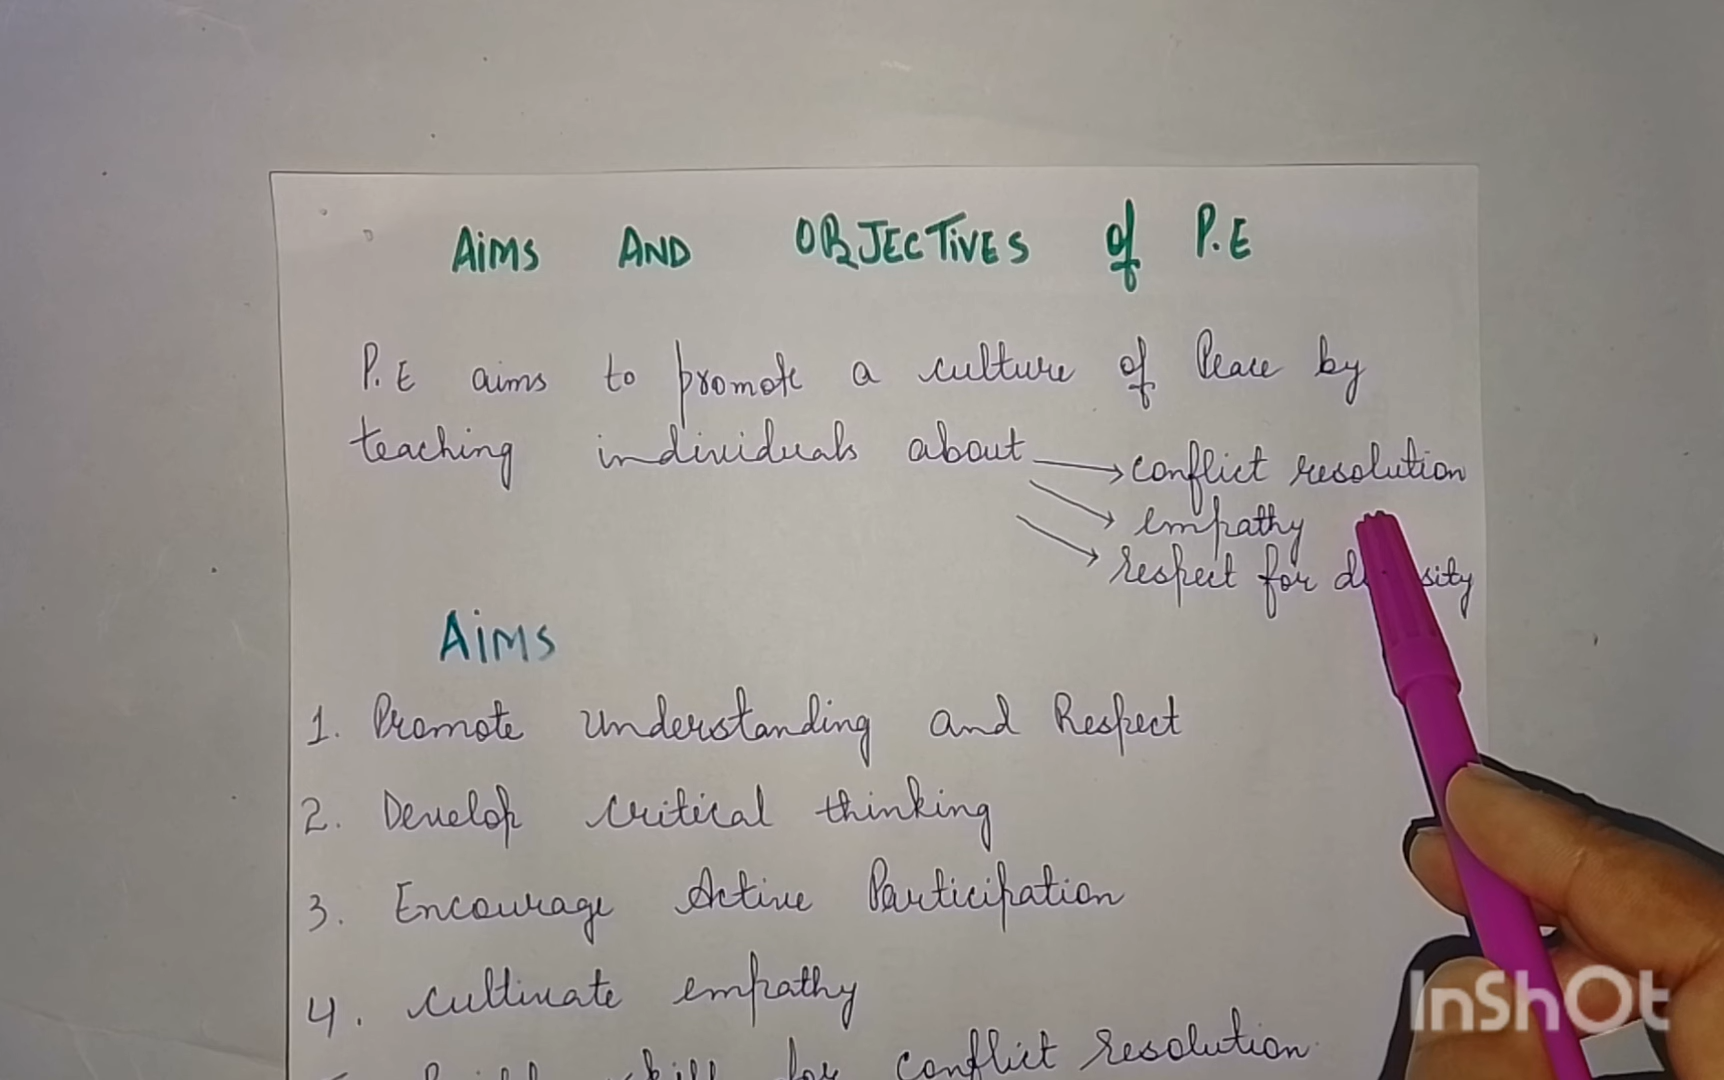 AiMS AND OBJECTiVES of P.E
P.E aims to promote a culture of Peace by
teaching individuals about → conflict resolution
→ empathy
→ respect for
AiMS
1. Promote understanding and Respect
2. Develop critical thinking
3. Encourage Active Participation
4. cultivate empathy
skill for conflict resolution
InShOt